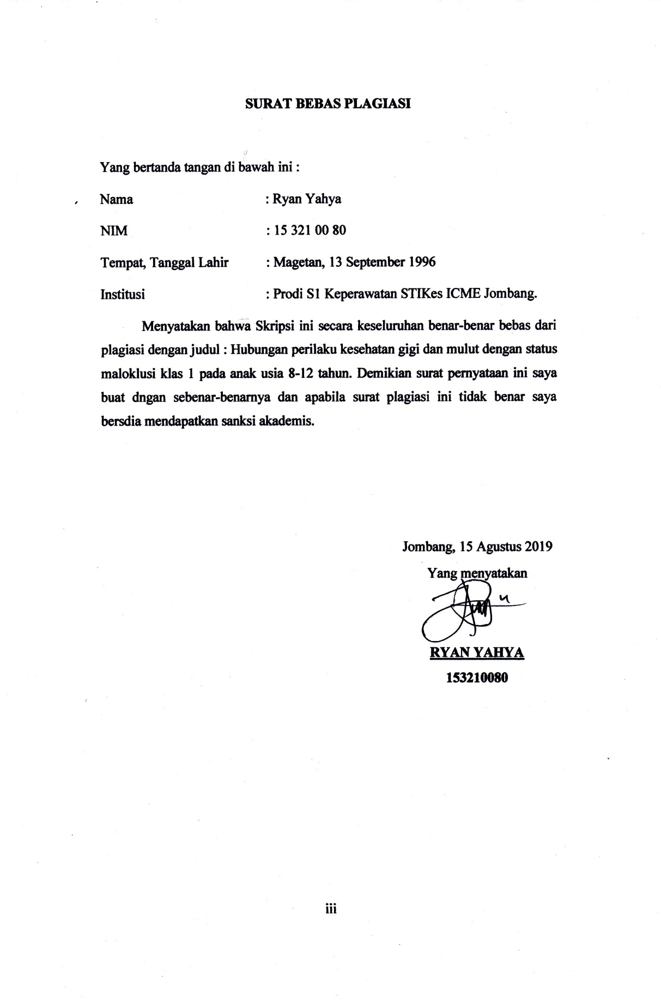 SURAT BEBAS PLAGIASI
Yang bertanda tangan di bawah ini :
Nama : Ryan Yahya
NIM : 15 321 00 80
Tempat, Tanggal Lahir : Magetan, 13 September 1996
Institusi : Prodi S1 Keperawatan STIKes ICME Jombang.
Menyatakan bahwa Skripsi ini secara keseluruhan benar-benar bebas dari
plagiasi dengan judul : Hubungan perilaku kesehatan gigi dan mulut dengan status
maloklusi klas 1 pada anak usia 8-12 tahun. Demikian surat pernyataan ini saya
buat dngan sebenar-benarnya dan apabila surat plagiasi ini tidak benar saya
bersdia mendapatkan sanksi akademis.
Jombang, 15 Agustus 2019
Yang menyatakan
RYAN YAHYA
153210080
iii